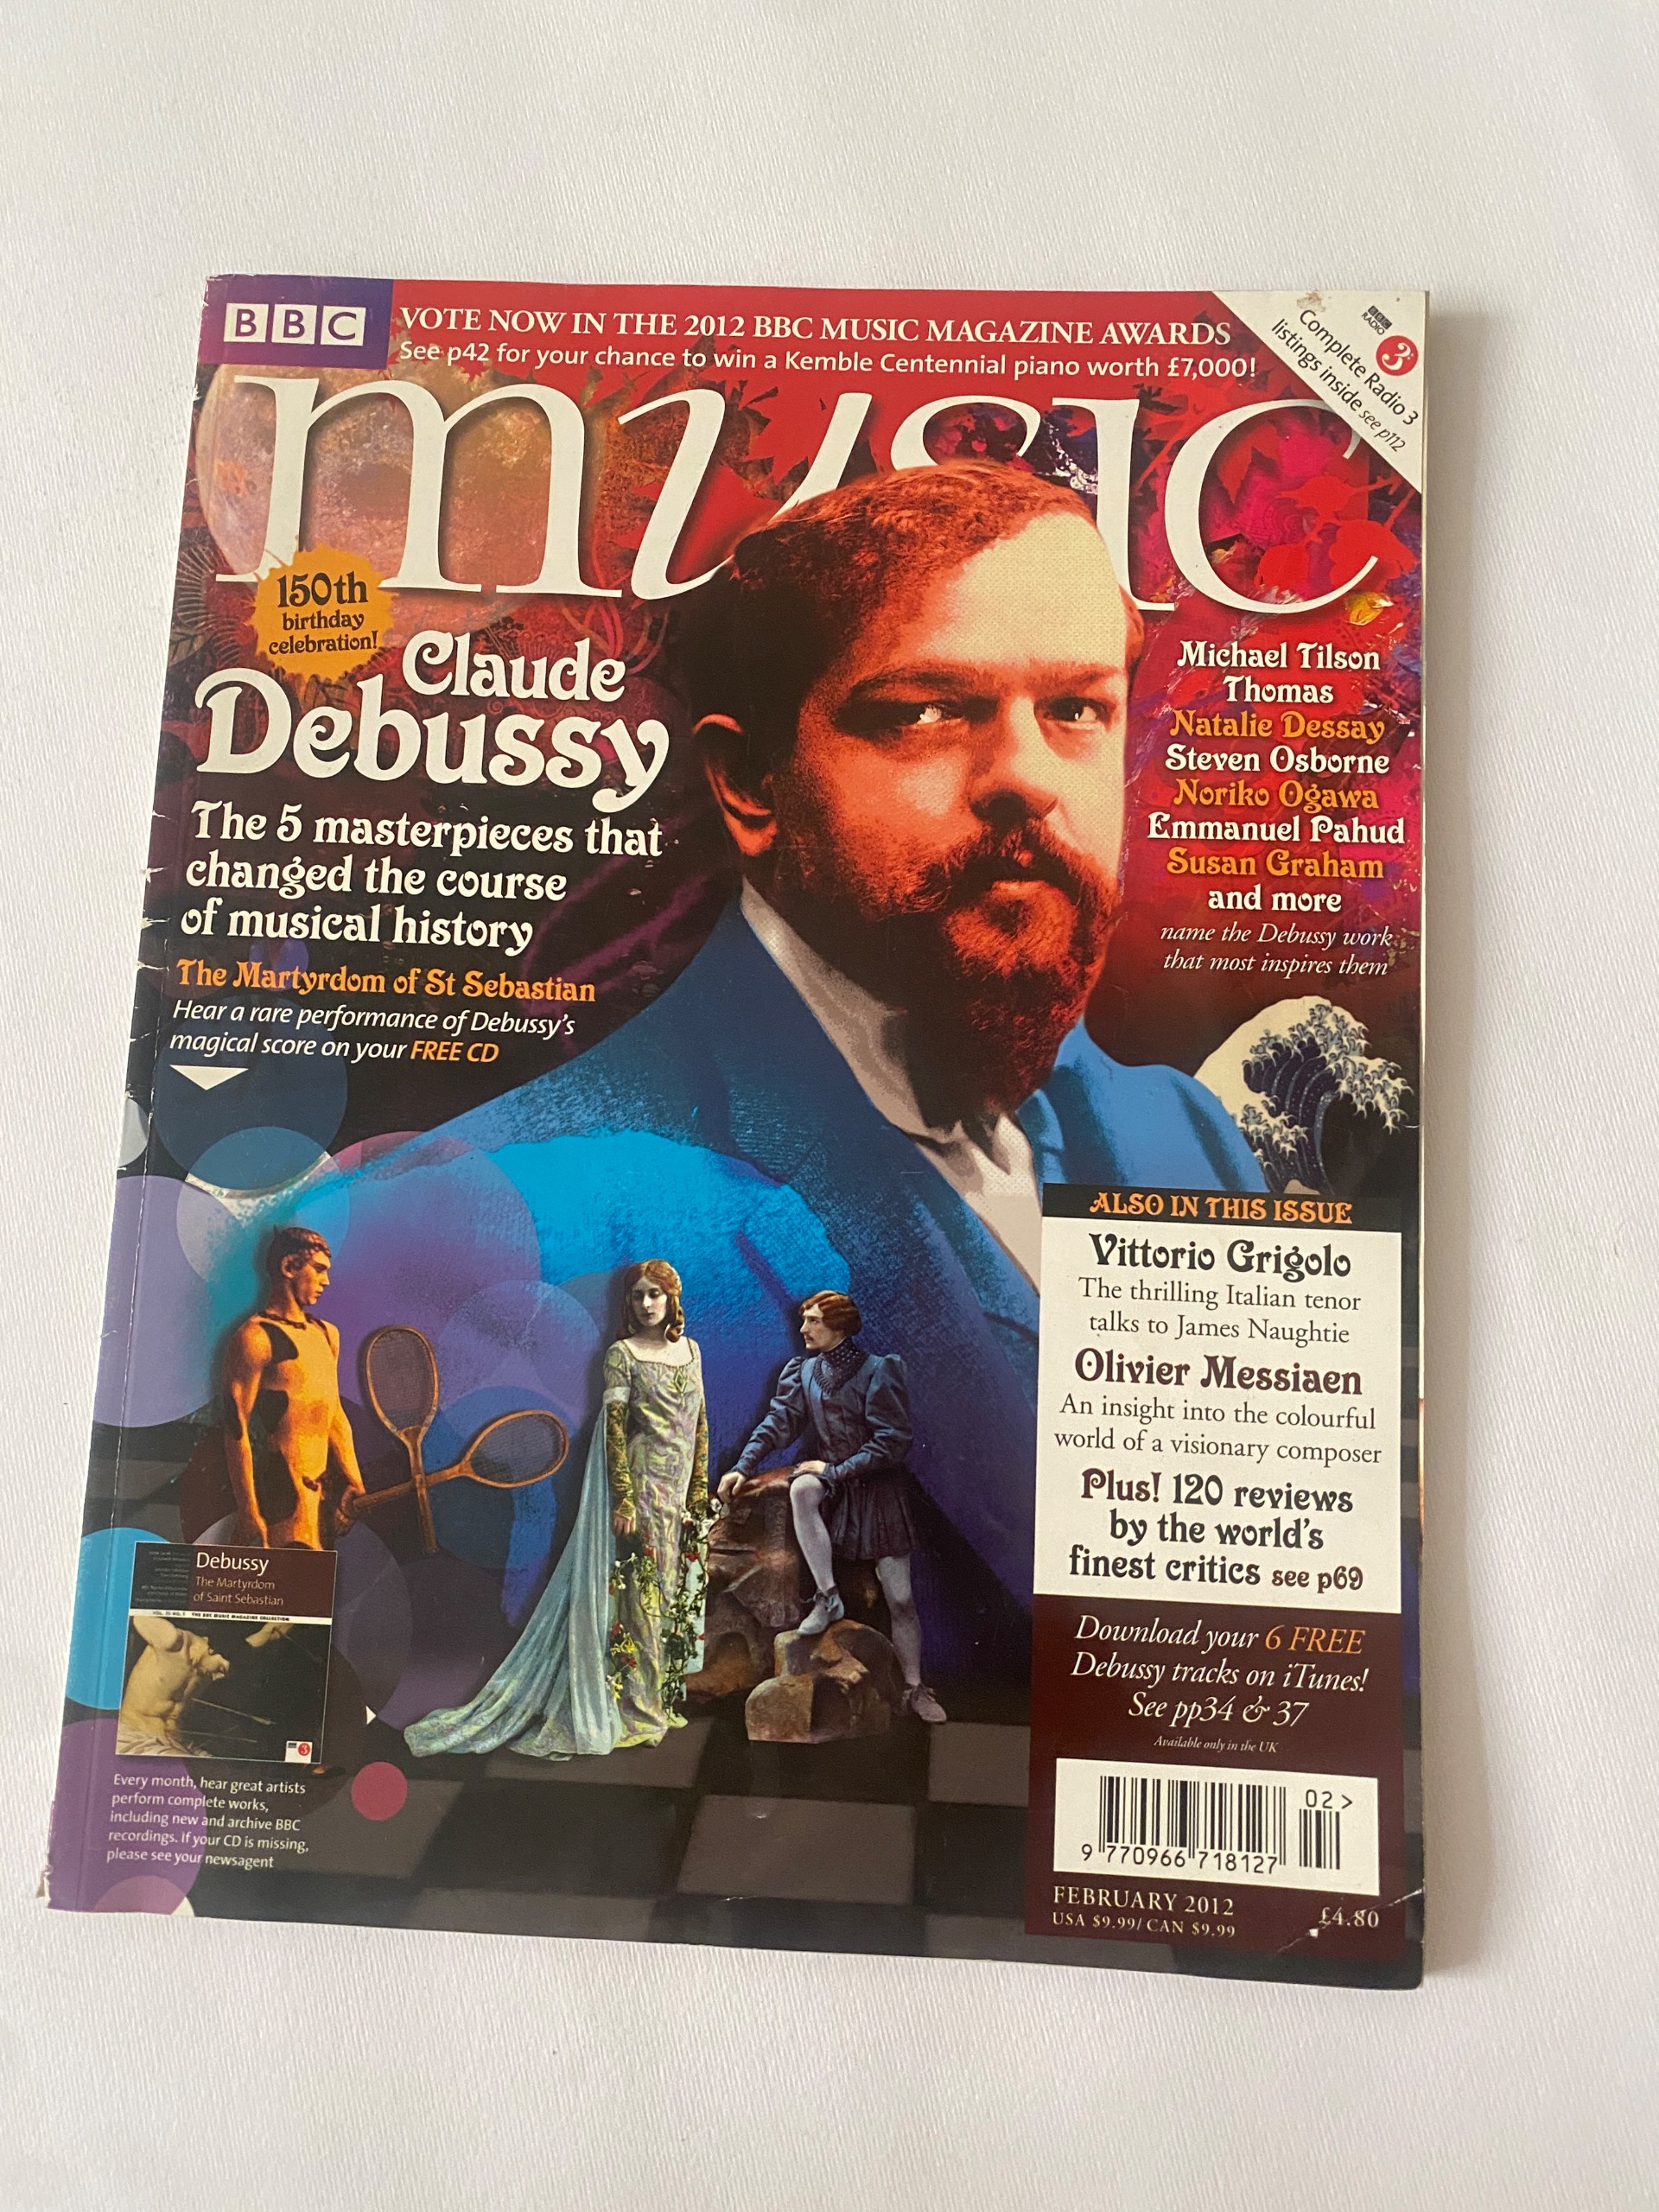 BBC
VOTE NOW IN THE 2012 BBC MUSIC MAGAZINE AWARDS
See p42 for your chance to win a Kemble Centennial piano worth £7,000!
BBC
RADIO
3
Complete Radio 3
listings inside see p112
music
150th
birthday
celebration!
Claude
Debussy
The 5 masterpieces that
changed the course
of musical history
The Martyrdom of St Sebastian
Hear a rare performance of Debussy's
magical score on your FREE CD
Michael Tilson
Thomas
Natalie Dessay
Steven Osborne
Noriko Ogawa
Emmanuel Pahud
Susan Graham
and more
name the Debussy work
that most inspires them
ALSO IN THIS ISSUE
Vittorio Grigolo
The thrilling Italian tenor
talks to James Naughtie
Olivier Messiaen
An insight into the colourful
world of a visionary composer
Plus! 120 reviews
by the world's
finest critics see p69
Download your 6 FREE
Debussy tracks on iTunes!
See pp34 & 37
Available only in the UK
Debussy
The Martyrdom
of Saint Sebastian
THE BBC MUSIC MAGAZINE COLLECTION
3
Every month, hear great artists
perform complete works,
including new and archive BBC
recordings. If your CD is missing,
please see your newsagent
02 >
9 770966 718127
FEBRUARY 2012
USA $9.99/ CAN $9.99
£4.80